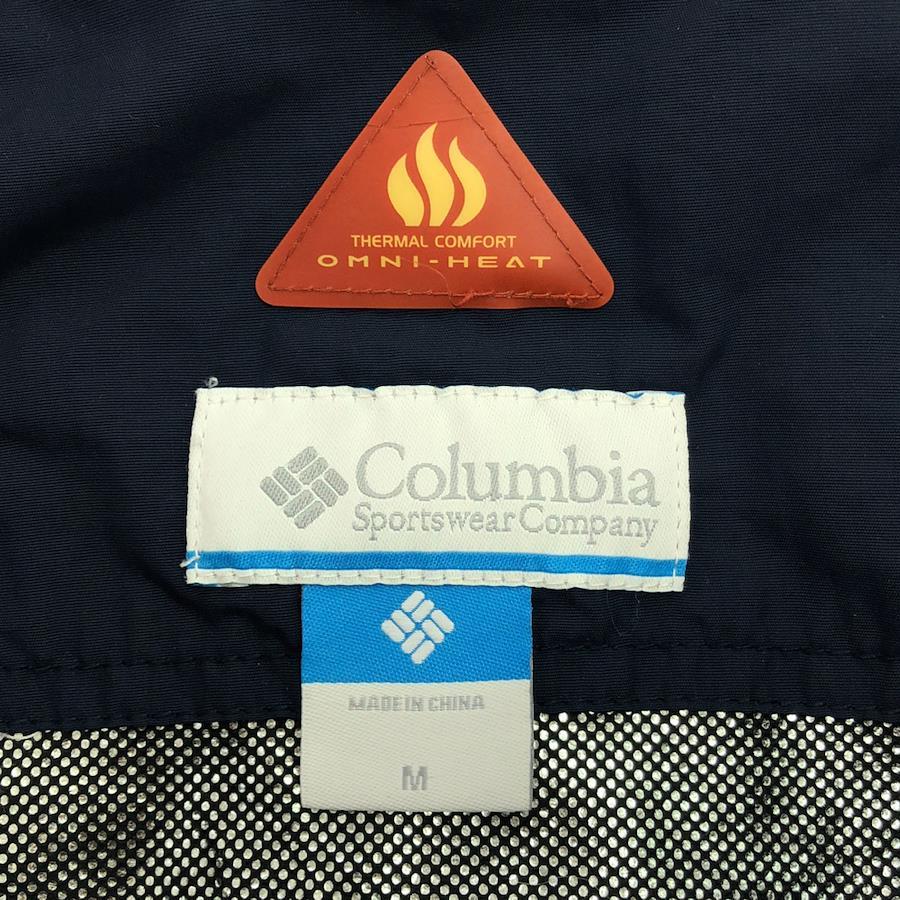 THERMAL COMFORT
OMNI-HEAT
Columbia
Sportswear Company
MADE IN CHINA
M